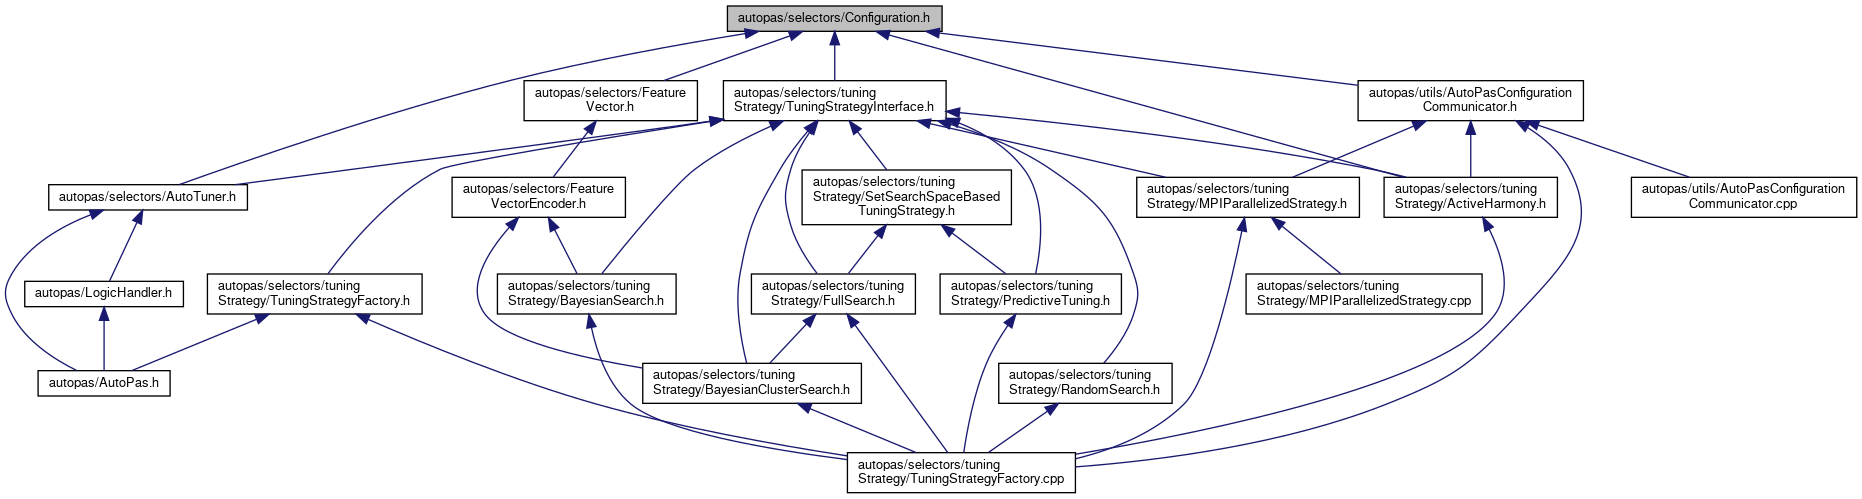 autopas/selectors/Configuration.h
autopas/selectors/Feature
Vector.h
autopas/selectors/tuning
Strategy/TuningStrategyInterface.h
autopas/utils/AutoPasConfiguration
Communicator.h
autopas/selectors/AutoTuner.h
autopas/selectors/Feature
VectorEncoder.h
autopas/selectors/tuning
Strategy/SetSearchSpaceBased
TuningStrategy.h
autopas/selectors/tuning
Strategy/MPIParallelizedStrategy.h
autopas/selectors/tuning
Strategy/ActiveHarmony.h
autopas/utils/AutoPasConfiguration
Communicator.cpp
autopas/LogicHandler.h
autopas/selectors/tuning
Strategy/TuningStrategyFactory.h
autopas/selectors/tuning
Strategy/BayesianSearch.h
autopas/selectors/tuning
Strategy/FullSearch.h
autopas/selectors/tuning
Strategy/PredictiveTuning.h
autopas/selectors/tuning
Strategy/MPIParallelizedStrategy.cpp
autopas/AutoPas.h
autopas/selectors/tuning
Strategy/BayesianClusterSearch.h
autopas/selectors/tuning
Strategy/RandomSearch.h
autopas/selectors/tuning
Strategy/TuningStrategyFactory.cpp